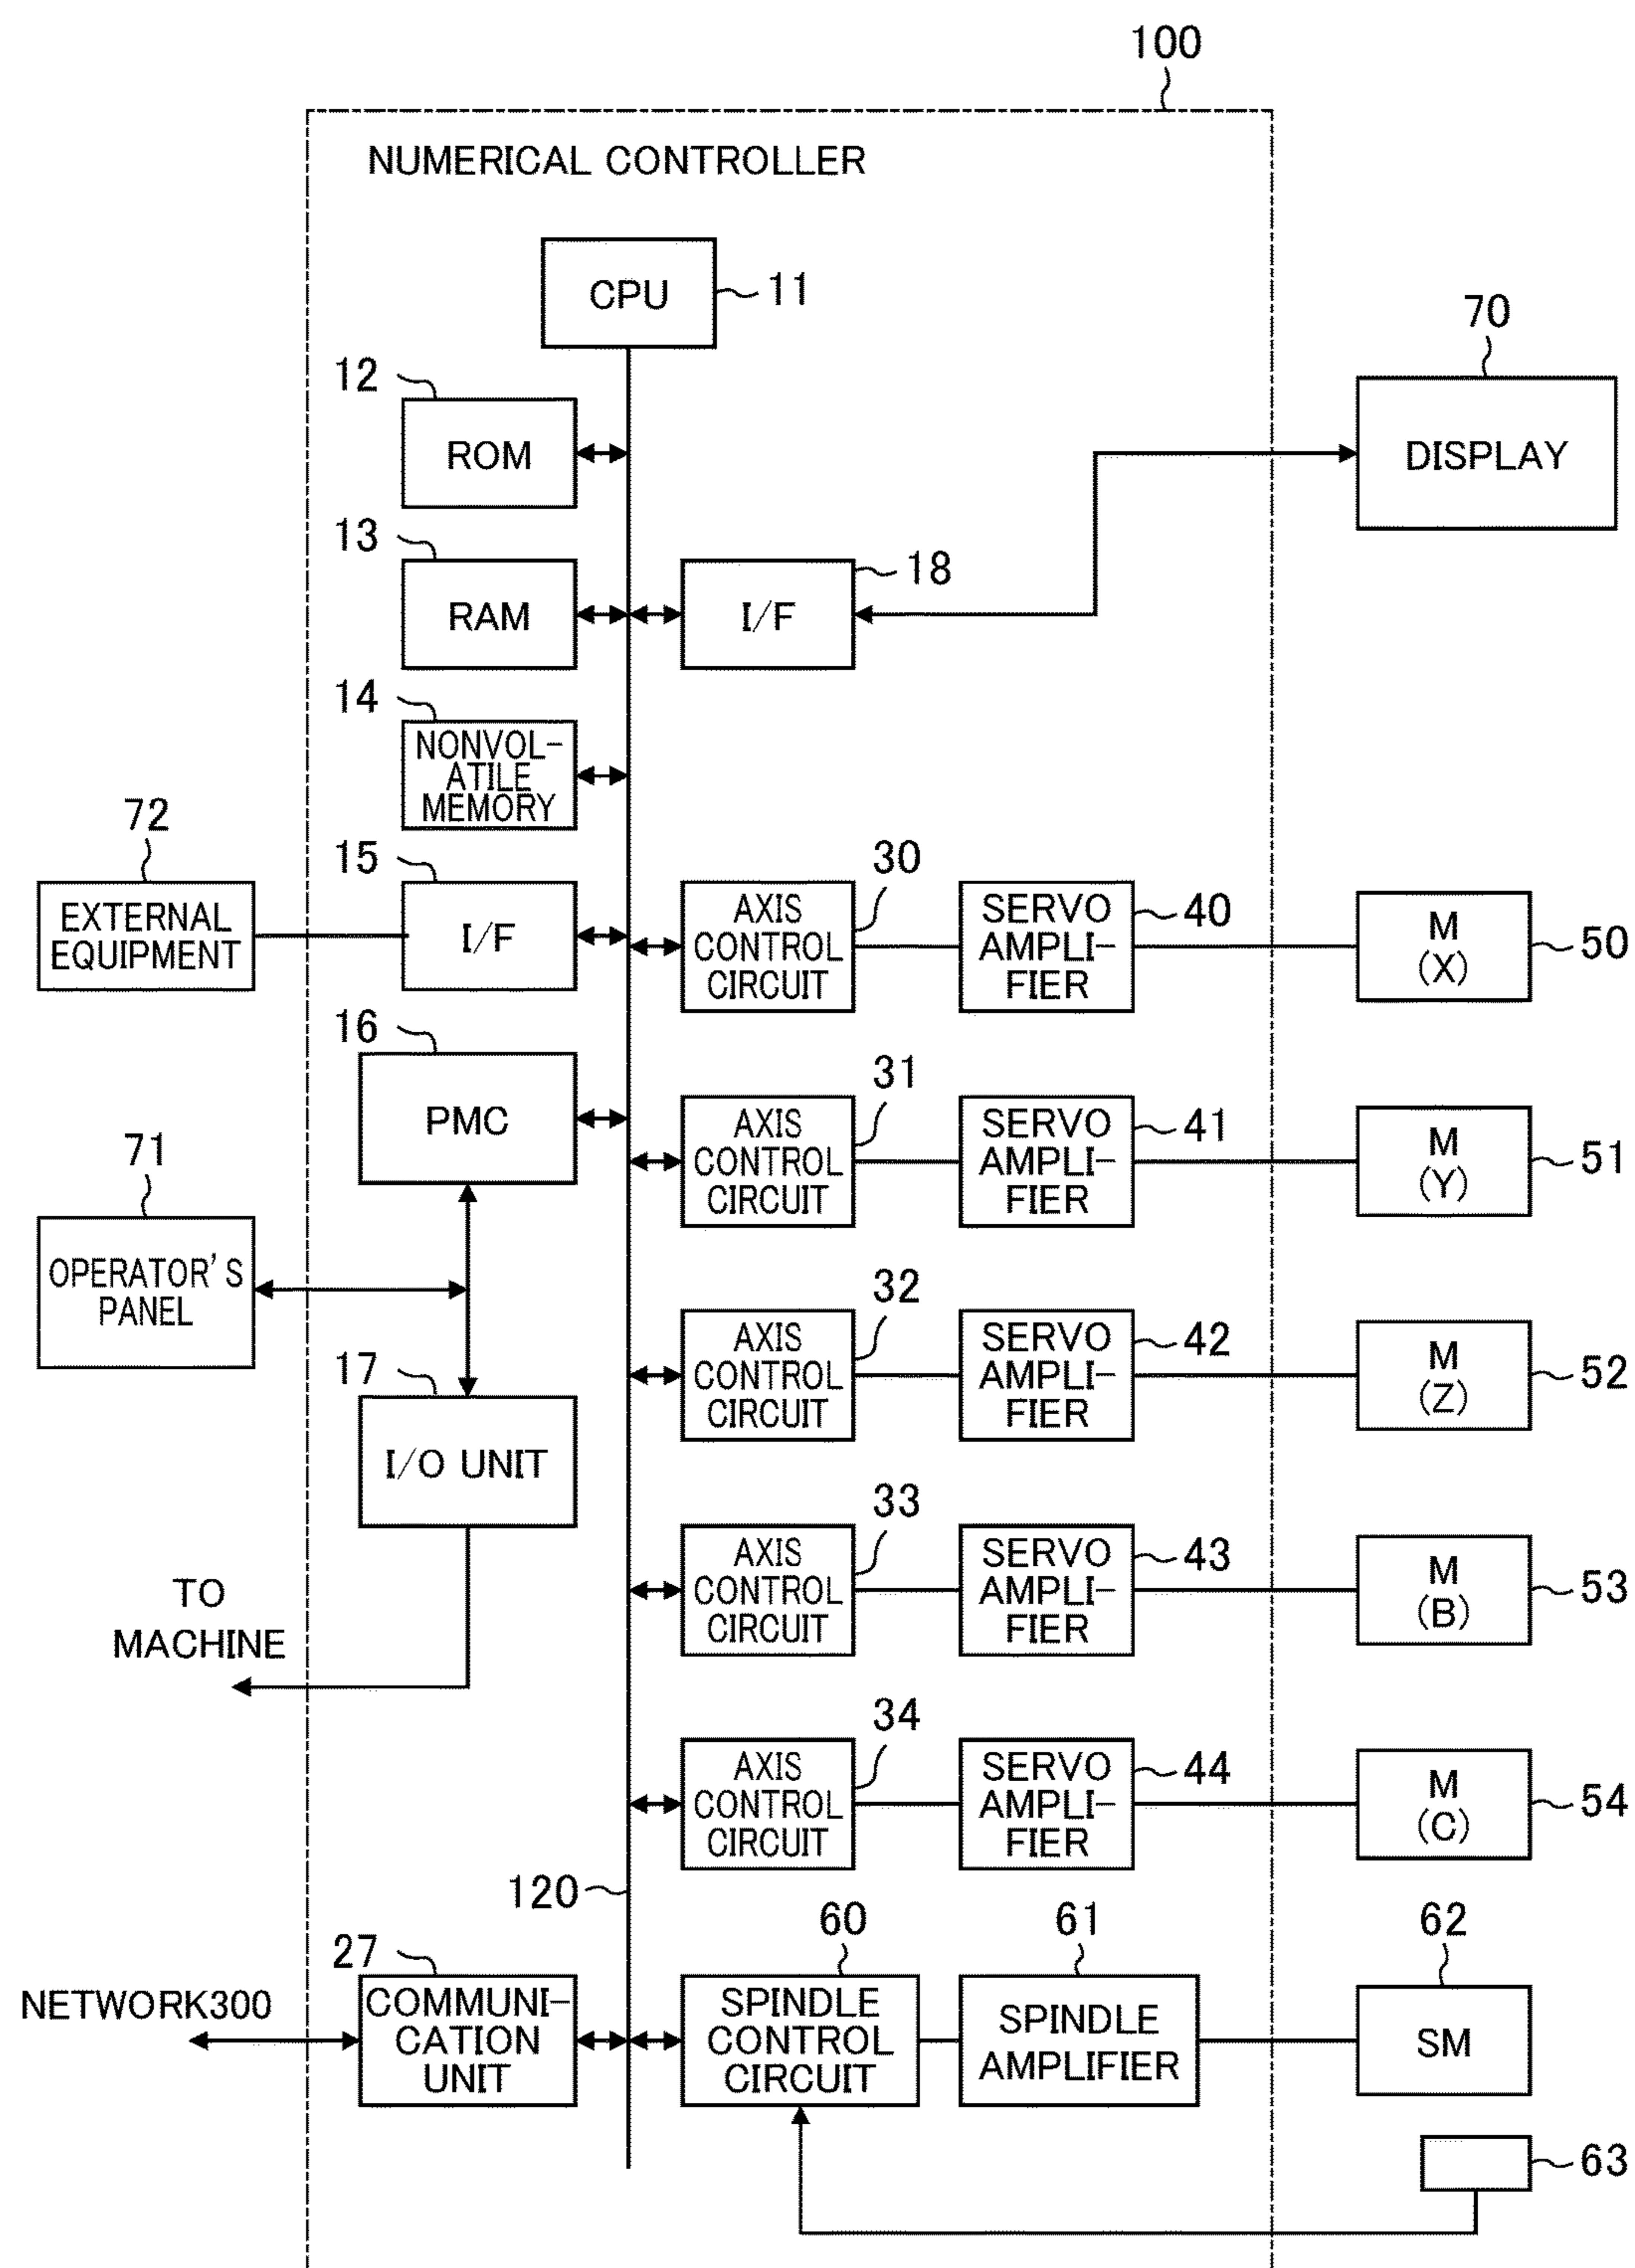 100
NUMERICAL CONTROLLER
CPU
11
70
12
ROM
DISPLAY
13
18
RAM
I/F
14
NONVOL-
ATILE
MEMORY
72
15
30
EXTERNAL
EQUIPMENT
I/F
AXIS
CONTROL
CIRCUIT
SERVO
AMPLI-
FIER
40
M
(X)
50
16
31
PMC
AXIS
CONTROL
CIRCUIT
SERVO
AMPLI-
FIER
41
M
(Y)
51
71
OPERATOR'S
PANEL
32
17
AXIS
CONTROL
CIRCUIT
SERVO
AMPLI-
FIER
42
M
(Z)
52
I/O UNIT
33
AXIS
CONTROL
CIRCUIT
SERVO
AMPLI-
FIER
43
M
(B)
53
TO
MACHINE
34
AXIS
CONTROL
CIRCUIT
SERVO
AMPLI-
FIER
44
M
(C)
54
120
27
60
61
62
NETWORK300
COMMUNI-
CATION
UNIT
SPINDLE
CONTROL
CIRCUIT
SPINDLE
AMPLIFIER
SM
63